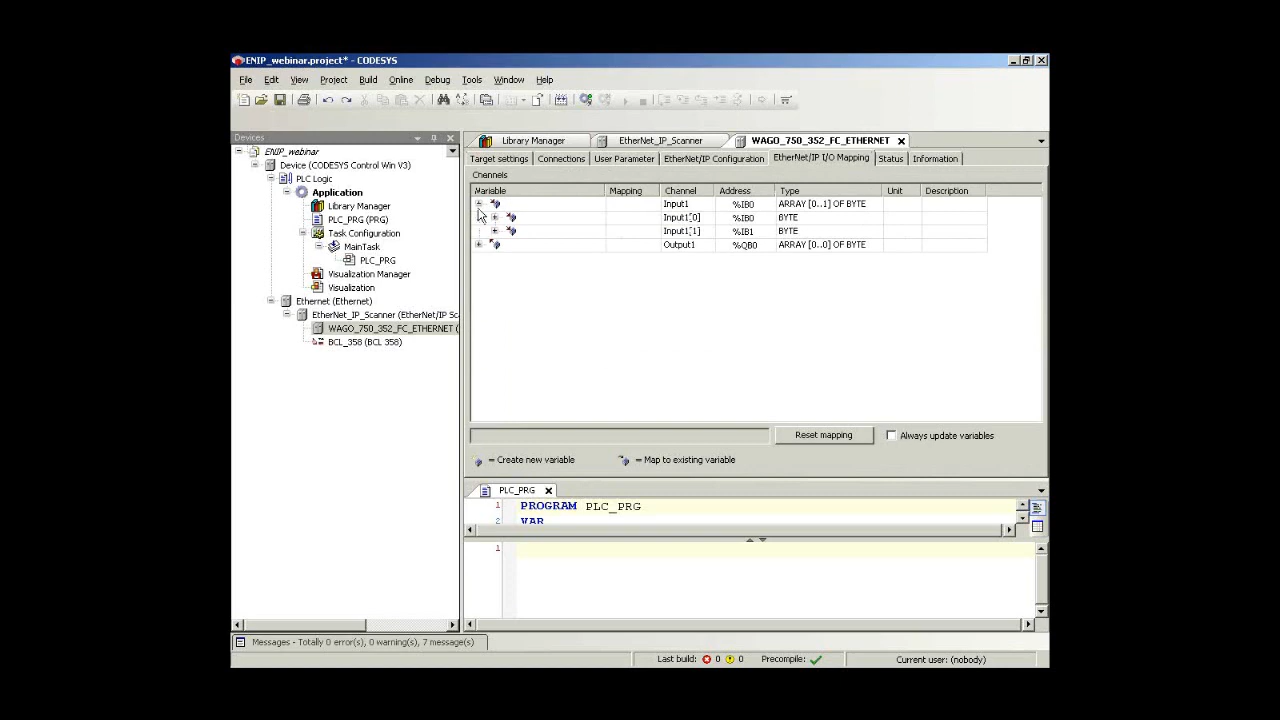 ENIP_webinar.project* - CODESYS
File Edit View Project Build Online Debug Tools Window Help
Devices
ENIP_webinar
Device (CODESYS Control Win V3)
PLC Logic
Application
Library Manager
PLC_PRG (PRG)
Task Configuration
MainTask
PLC_PRG
Visualization Manager
Visualization
Ethernet (Ethernet)
EtherNet_IP_Scanner (EtherNet/IP Sc
WAGO_750_352_FC_ETHERNET (
BCL_358 (BCL 358)
Library Manager EtherNet_IP_Scanner WAGO_750_352_FC_ETHERNET
Target settings Connections User Parameter EtherNet/IP Configuration EtherNet/IP I/O Mapping Status Information
Channels
Variable Mapping Channel Address Type Unit Description
Input1 %IB0 ARRAY [0..1] OF BYTE
Input1[0] %IB0 BYTE
Input1[1] %IB1 BYTE
Output1 %QB0 ARRAY [0..0] OF BYTE
Reset mapping Always update variables
= Create new variable = Map to existing variable
PLC_PRG
1 PROGRAM PLC_PRG
2 VAR
1
Messages - Totally 0 error(s), 0 warning(s), 7 message(s)
Last build: 0 0 Precompile: Current user: (nobody)